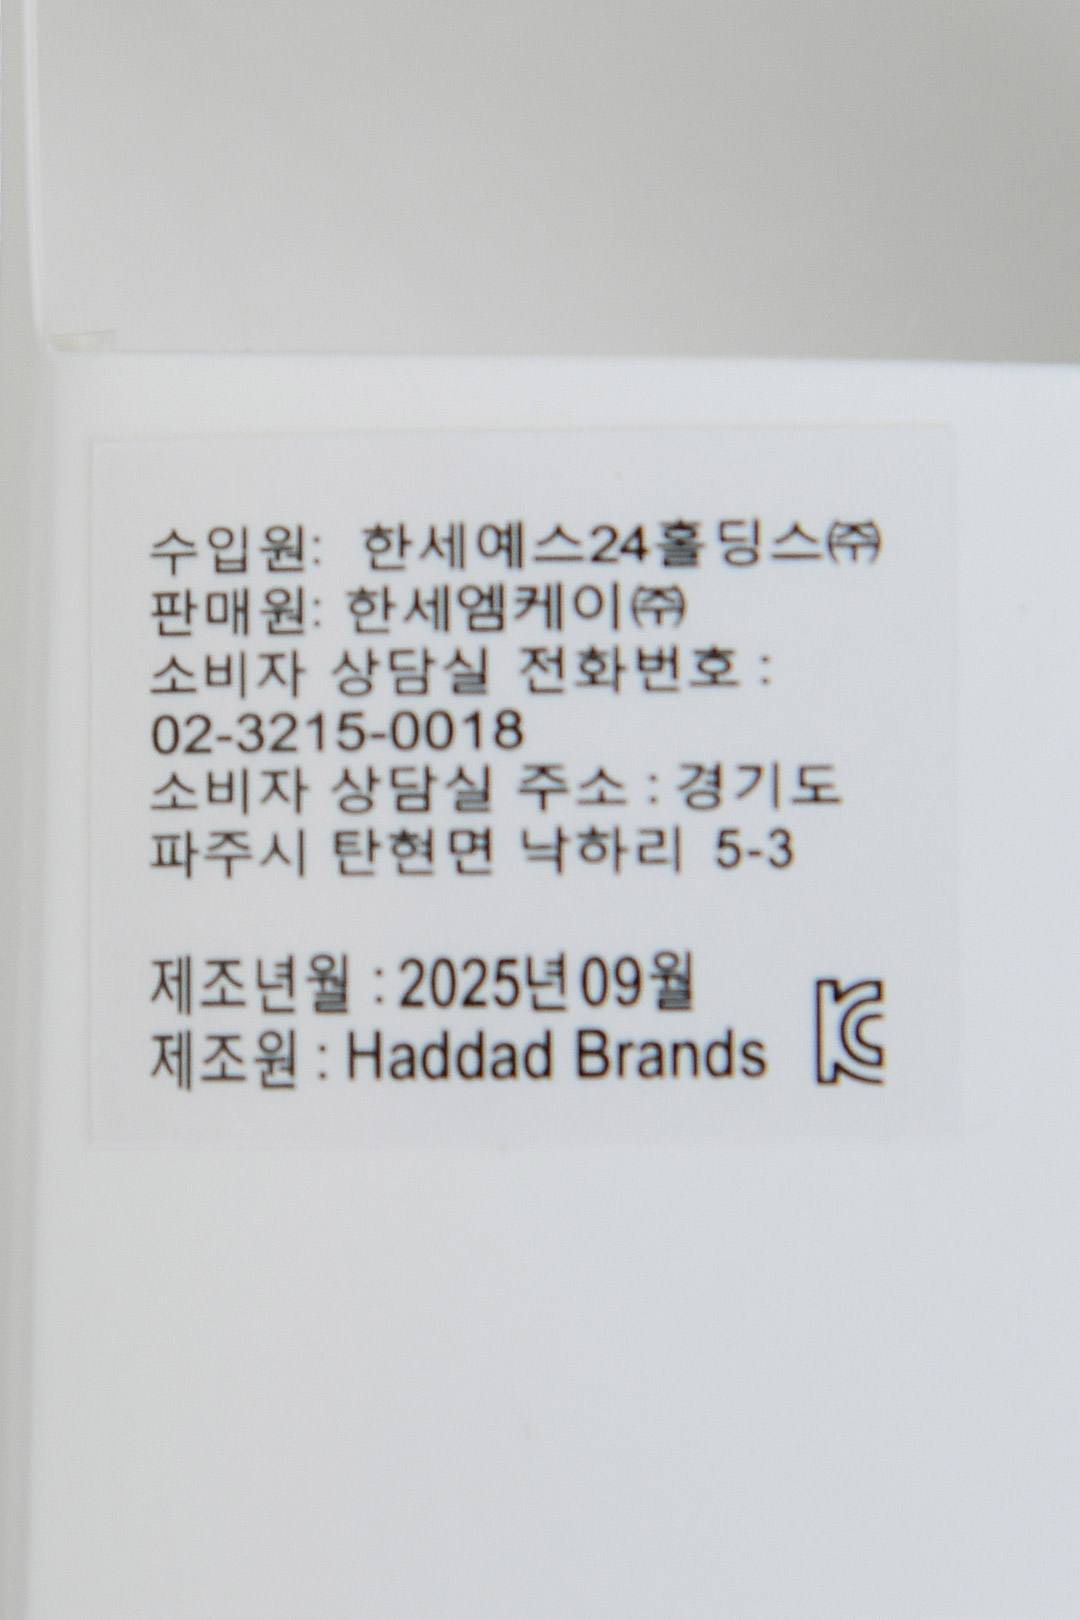 수입원: 한세예스24홀딩스㈜
판매원: 한세엠케이㈜
소비자 상담실 전화번호 :
02-3215-0018
소비자 상담실 주소 : 경기도
파주시 탄현면 낙하리 5-3
제조년월 : 2025년 09월
제조원 : Haddad Brands
KC